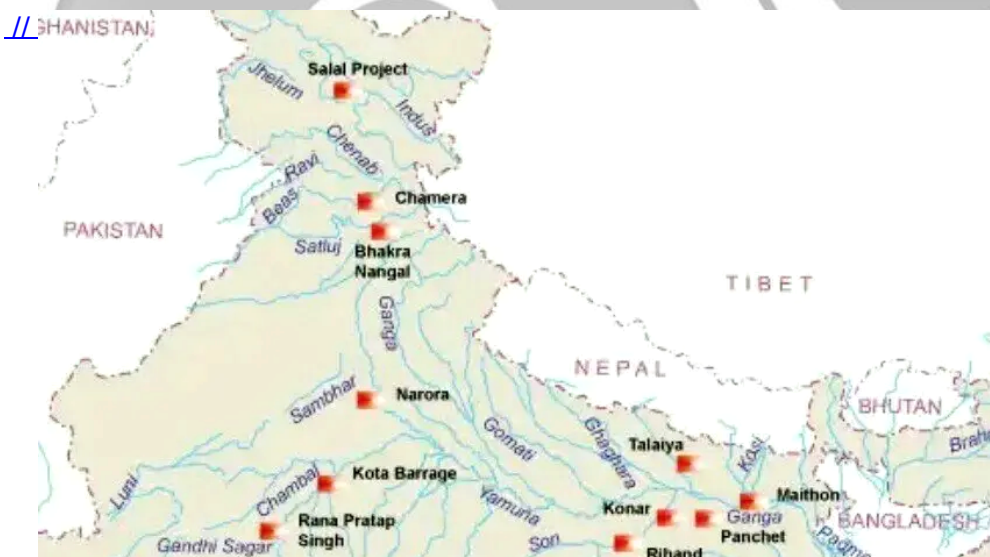 //
GHANISTAN
Salal Project
Jhelum
Indus
Chenab
Ravi
Beas
Chamera
PAKISTAN
Satluj
Bhakra
Nangal
TIBET
Ganga
NEPAL
Sambhar
Narora
BHUTAN
Gomati
Ghaghara
Talaiya
Kosi
Brah
Luni
Chambal
Kota Barrage
Yamuna
Maithon
Konar
Ganga
Panchet
BANGLADESH
Padma
Rana Pratap
Singh
Gandhi Sagar
Son
Rihand